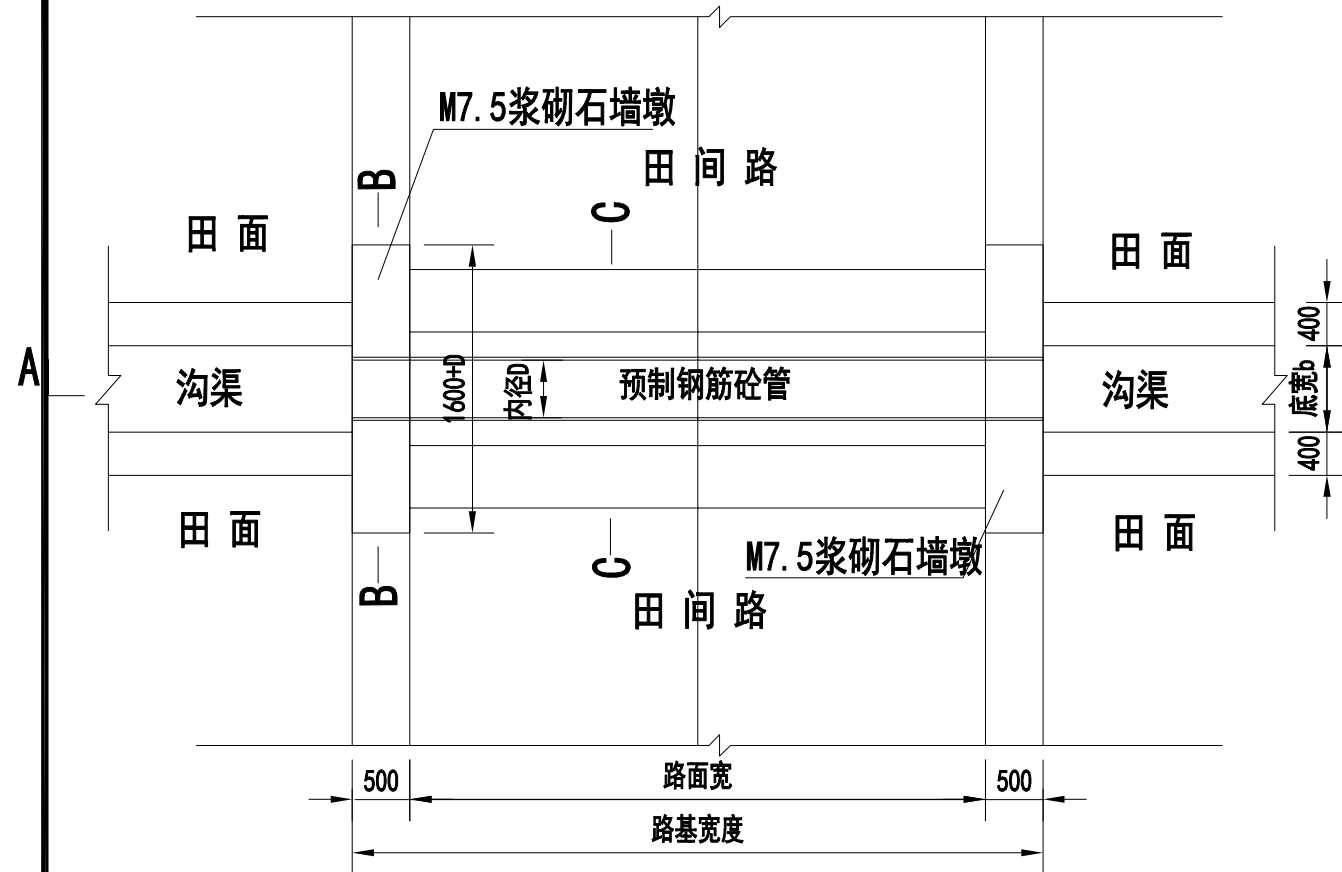 M7.5浆砌石墙墩
田 间 路
B
C
田 面
田 面
A
沟渠
1600+D
内径D
预制钢筋砼管
沟渠
400
底宽b
400
田 面
田 面
B
C
M7.5浆砌石墙墩
田 间 路
500
路面宽
500
路基宽度